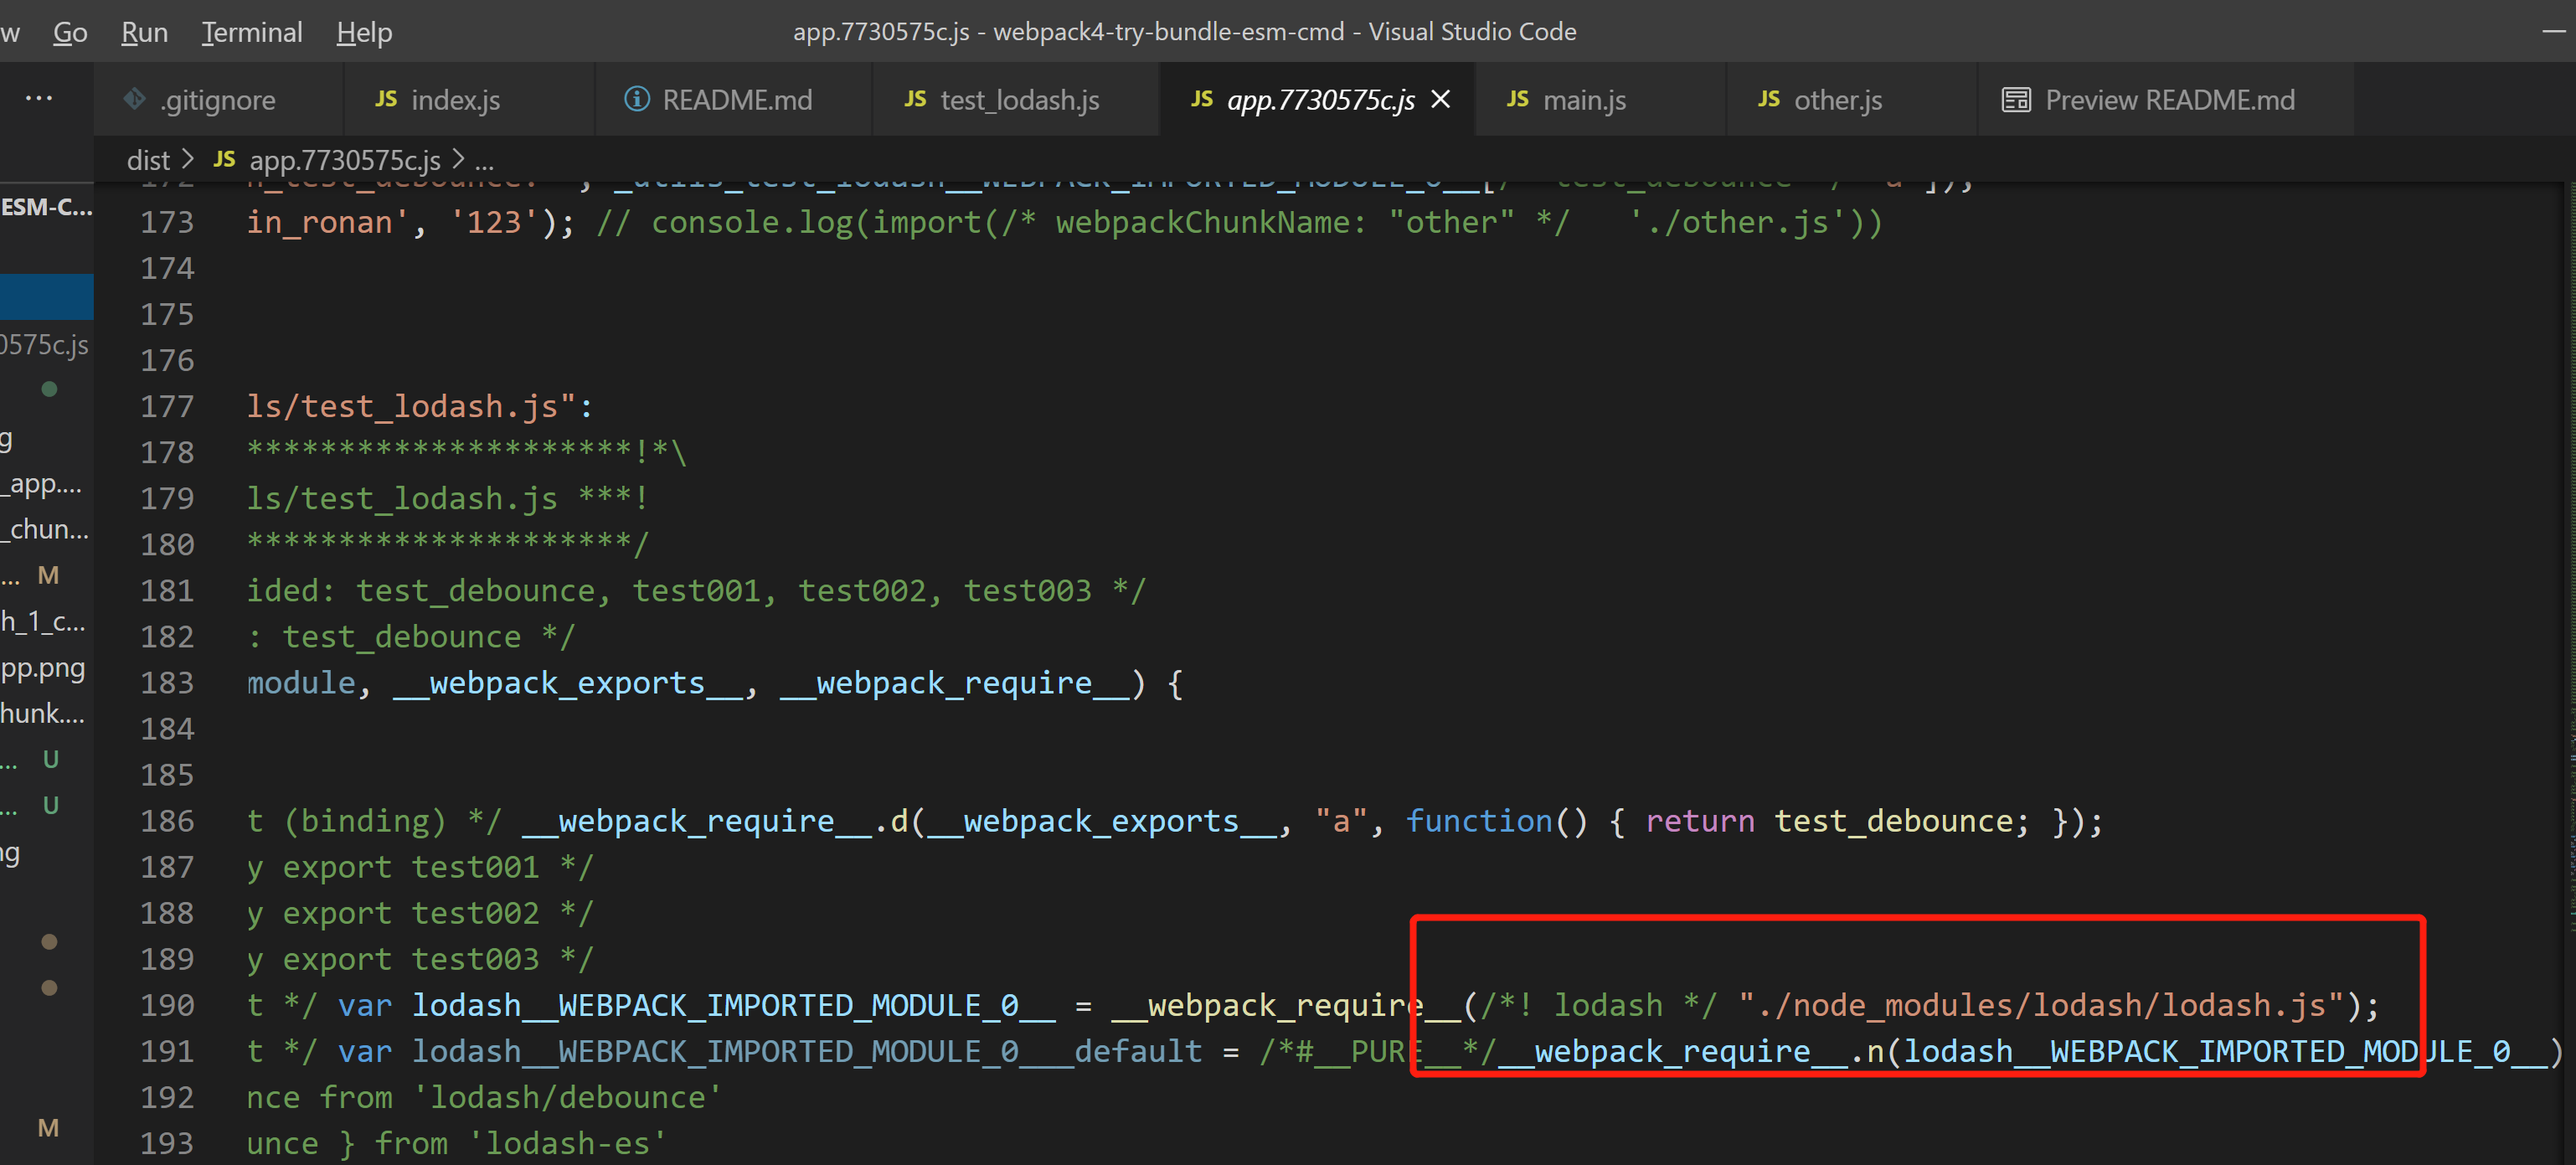 w Go Run Terminal Help app.7730575c.js - webpack4-try-bundle-esm-cmd - Visual Studio Code
... .gitignore JS index.js README.md JS test_lodash.js JS app.7730575c.js JS main.js JS other.js Preview README.md
dist > JS app.7730575c.js > ...
ESM-C...
0575c.js
g
_app....
_chun...
... M
h_1_c...
pp.png
hunk....
... U
... U
ng
M
173 in_ronan', '123'); // console.log(import(/* webpackChunkName: "other" */   './other.js'))
174
175
176
177 ls/test_lodash.js":
178 *********************!*\
179 ls/test_lodash.js ***!
180 *********************/
181 ided: test_debounce, test001, test002, test003 */
182 : test_debounce */
183 module, __webpack_exports__, __webpack_require__) {
184
185
186 t (binding) */ __webpack_require__.d(__webpack_exports__, "a", function() { return test_debounce; });
187 y export test001 */
188 y export test002 */
189 y export test003 */
190 t */ var lodash__WEBPACK_IMPORTED_MODULE_0__ = __webpack_require__(/*! lodash */ "./node_modules/lodash/lodash.js");
191 t */ var lodash__WEBPACK_IMPORTED_MODULE_0___default = /*#__PURE__*/__webpack_require__.n(lodash__WEBPACK_IMPORTED_MODULE_0__)
192 nce from 'lodash/debounce'
193 unce } from 'lodash-es'